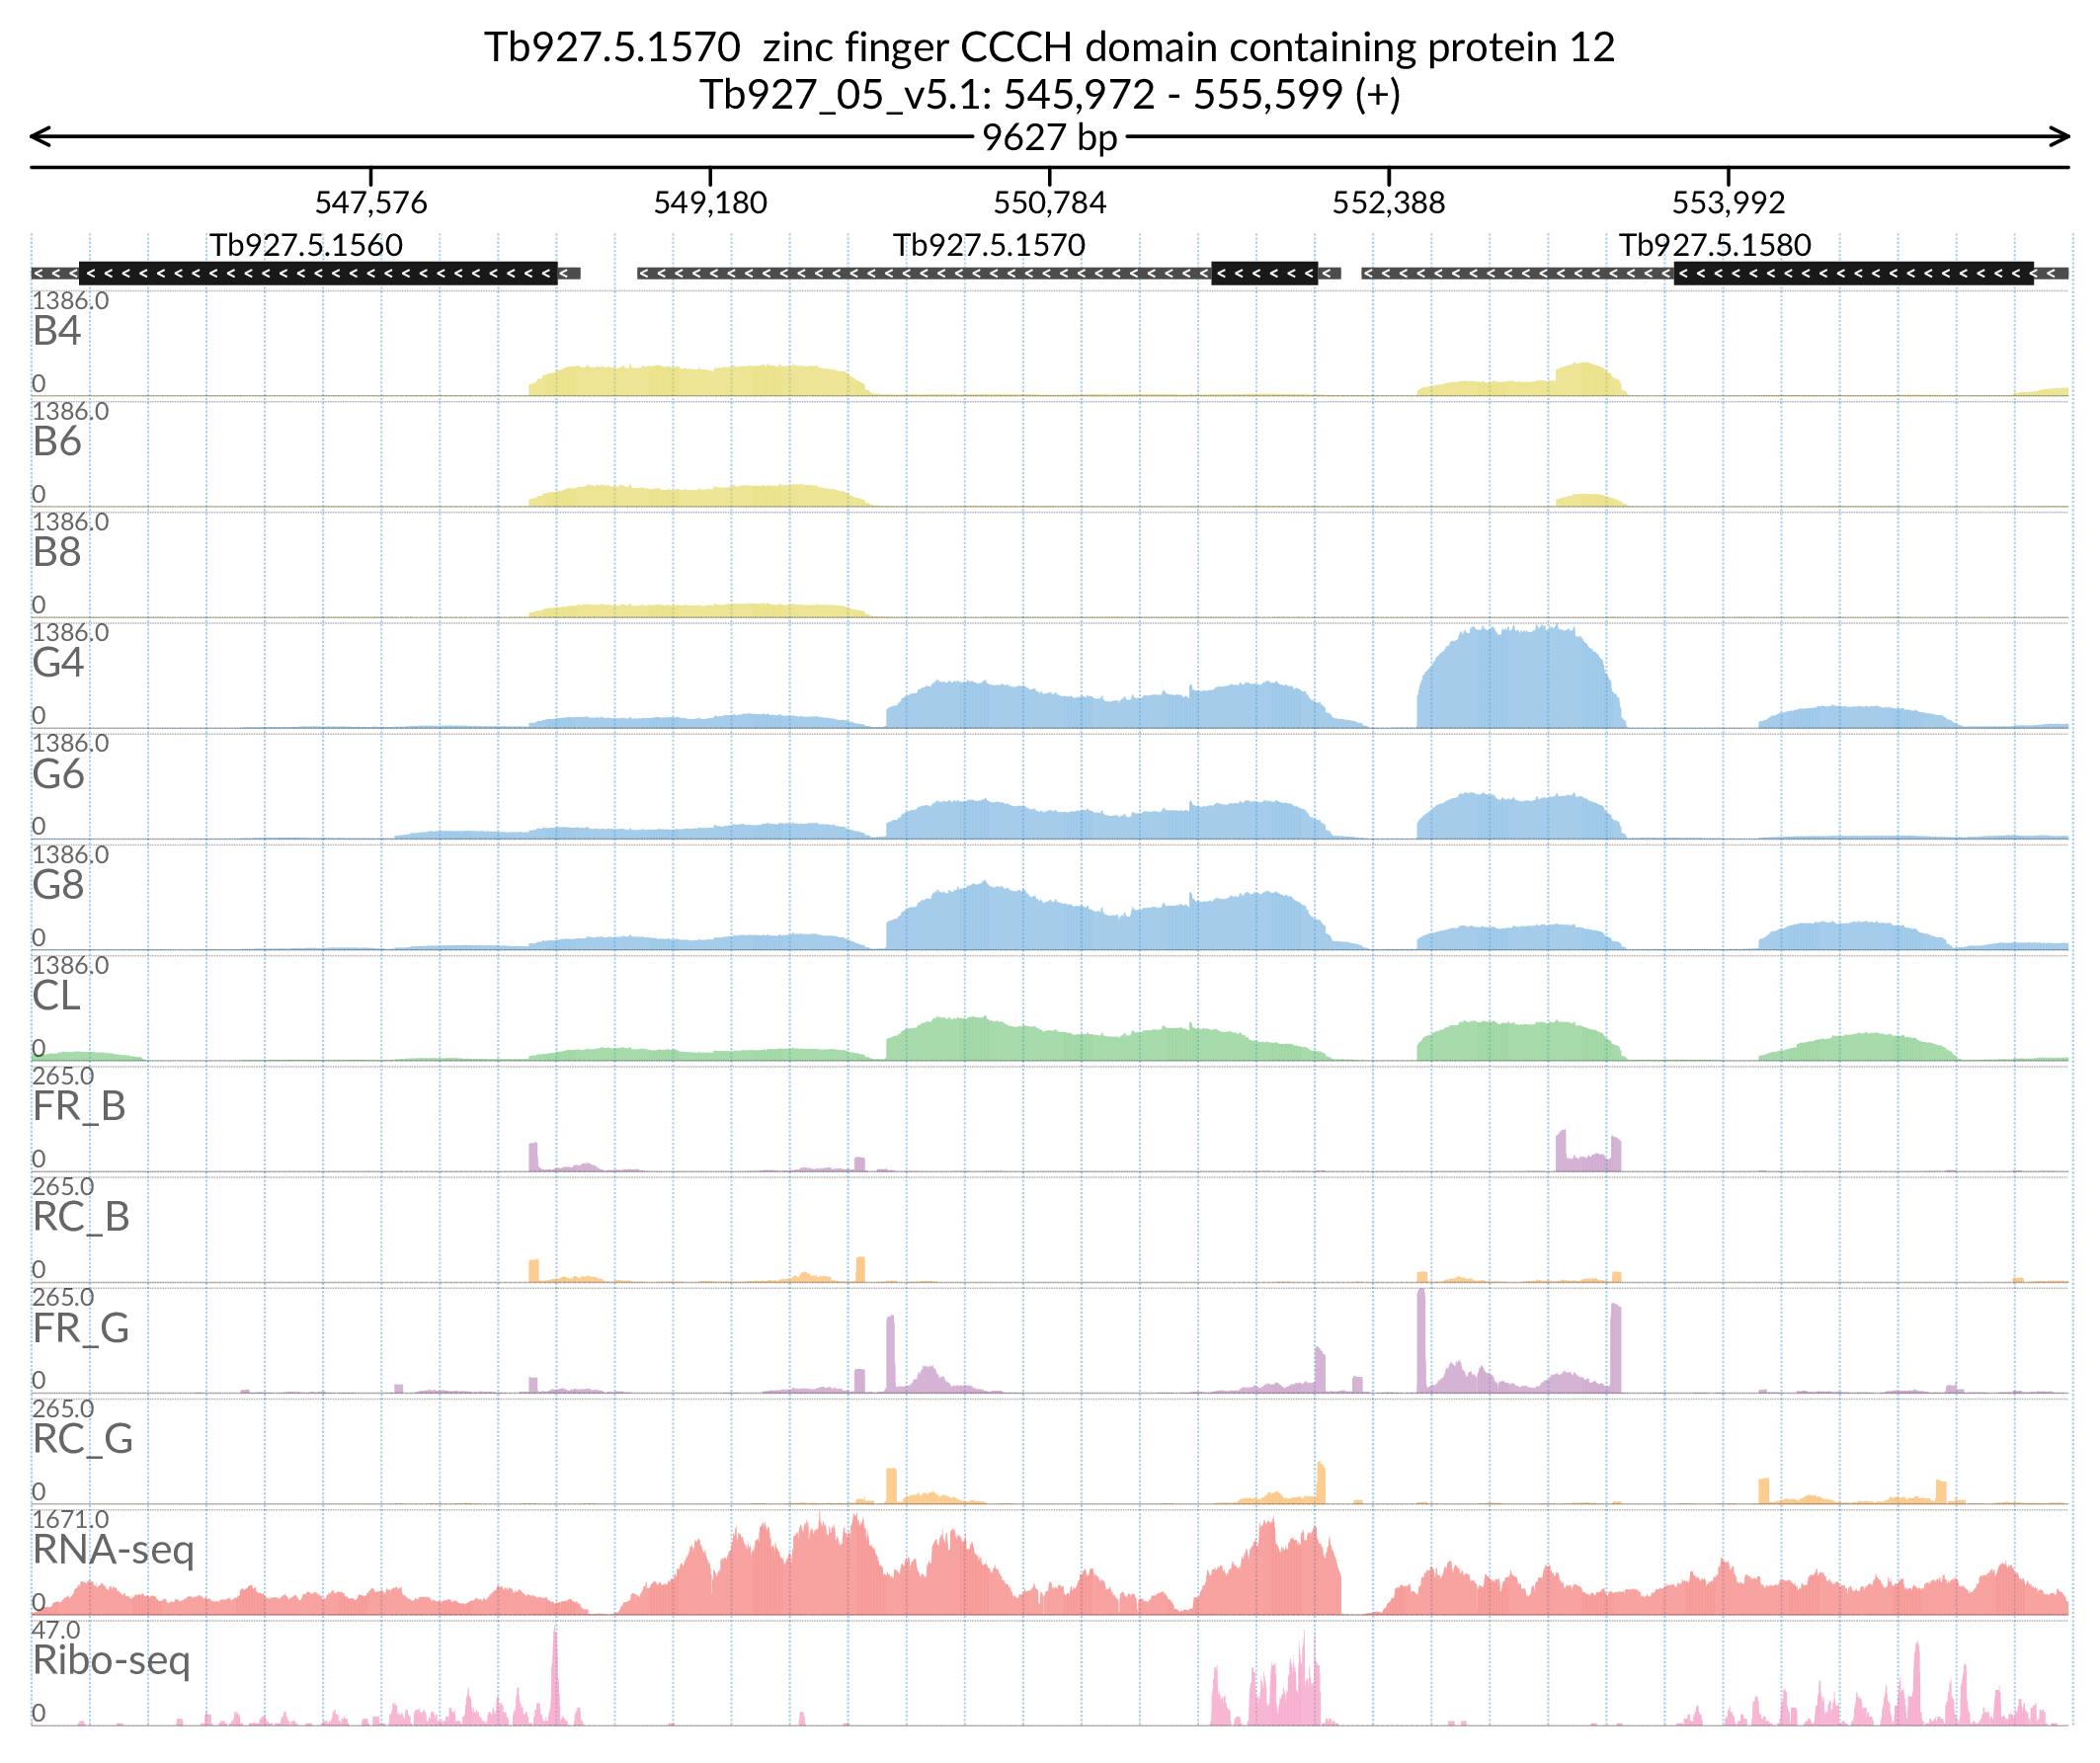 Tb927.5.1570  zinc finger CCCH domain containing protein 12
Tb927_05_v5.1: 545,972 - 555,599 (+)
9627 bp
547,576 549,180 550,784 552,388 553,992
Tb927.5.1560 Tb927.5.1570 Tb927.5.1580
1386.0
B4
0
1386.0
B6
0
1386.0
B8
0
1386.0
G4
0
1386.0
G6
0
1386.0
G8
0
1386.0
CL
0
265.0
FR_B
0
265.0
RC_B
0
265.0
FR_G
0
265.0
RC_G
0
1671.0
RNA-seq
0
47.0
Ribo-seq
0